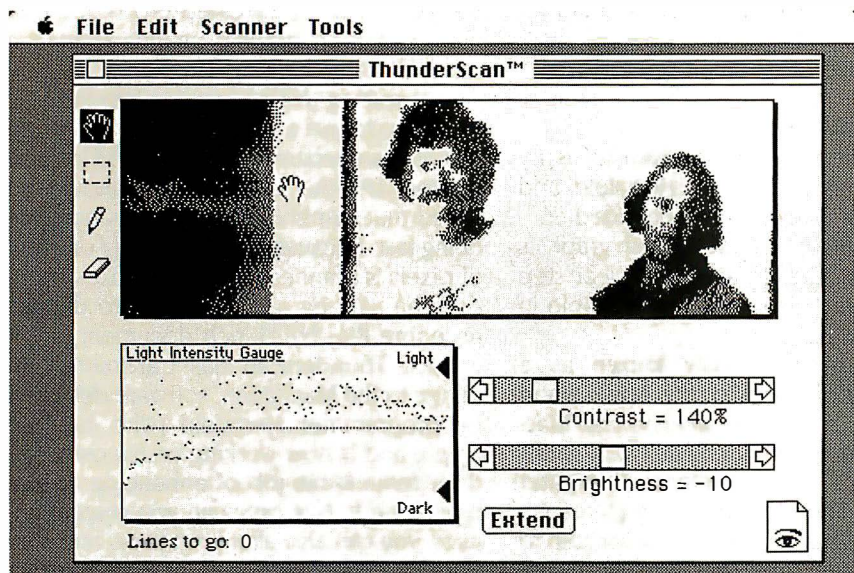 File Edit Scanner Tools
ThunderScan™
Light Intensity Gauge
Light
Contrast = 140%
Brightness = -10
Dark
Extend
Lines to go: 0